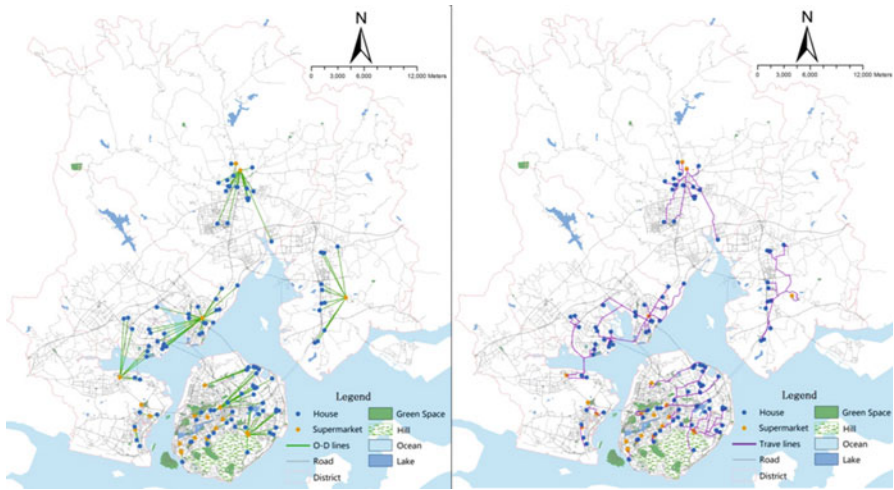 N
0 3,000 6,000 12,000 Meters
Legend
House
Supermarket
O-D lines
Road
District
Green Space
Hill
Ocean
Lake
N
0 3,000 6,000 12,000 Meters
Legend
House
Supermarket
Trave lines
Road
District
Green Space
Hill
Ocean
Lake